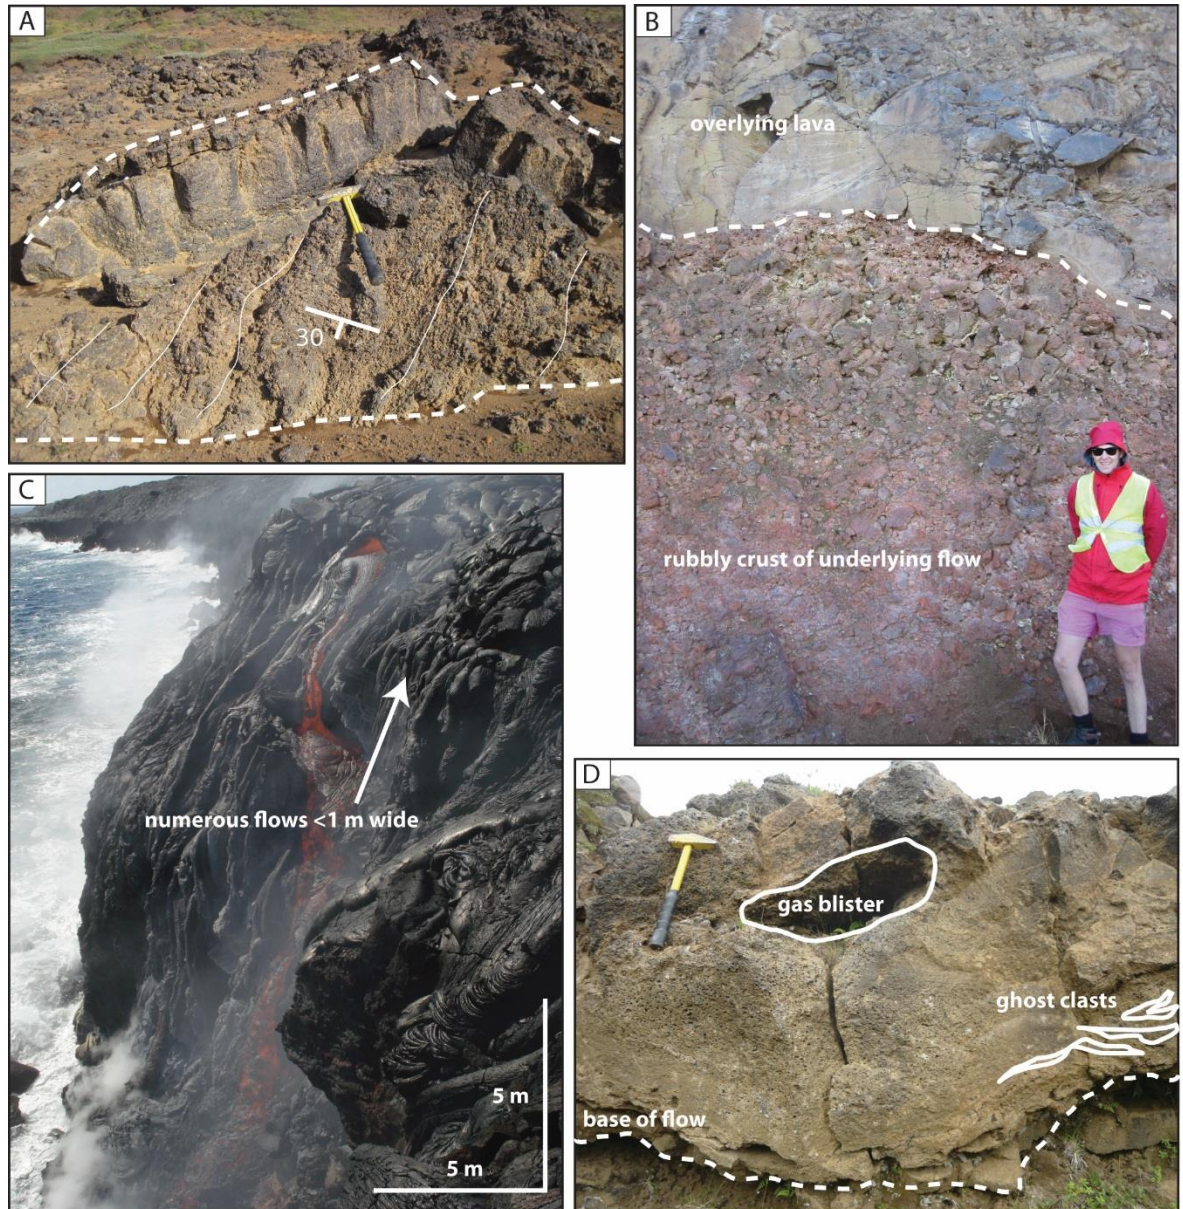 A
30
B
overlying lava
rubbly crust of underlying flow
C
numerous flows <1 m wide
5 m
5 m
D
gas blister
ghost clasts
base of flow